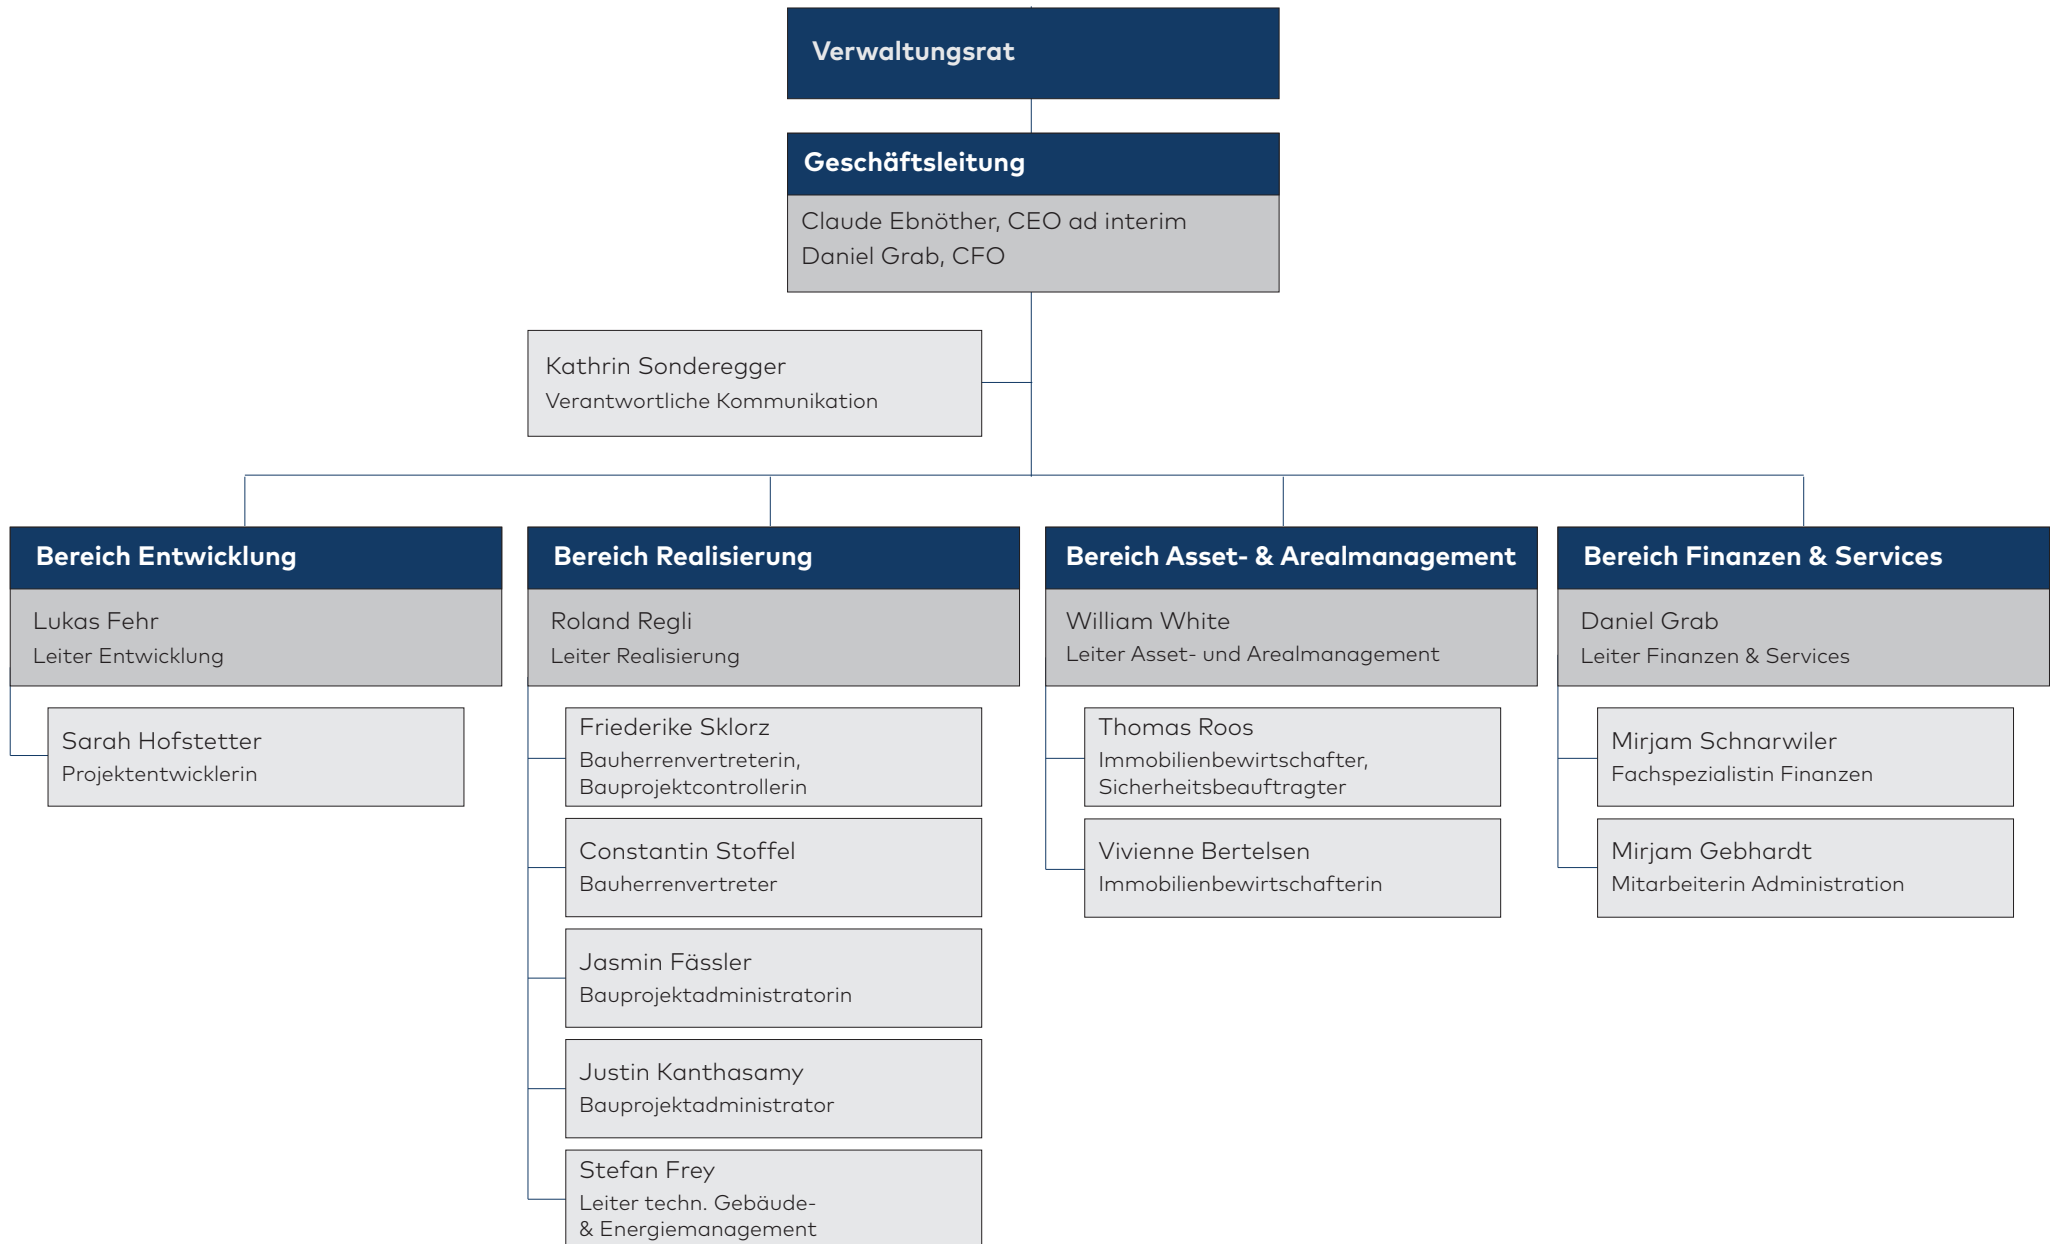 Verwaltungsrat
Geschäftsleitung
Claude Ebnöther, CEO ad interim
Daniel Grab, CFO
Kathrin Sonderegger
Verantwortliche Kommunikation
Bereich Entwicklung
Lukas Fehr
Leiter Entwicklung
Sarah Hofstetter
Projektentwicklerin
Bereich Realisierung
Roland Regli
Leiter Realisierung
Friederike Sklorz
Bauherrenvertreterin,
Bauprojektcontrollerin
Constantin Stoffel
Bauherrenvertreter
Jasmin Fässler
Bauprojektadministratorin
Justin Kanthasamy
Bauprojektadministrator
Stefan Frey
Leiter techn. Gebäude-
& Energiemanagement
Bereich Asset- & Arealmanagement
William White
Leiter Asset- und Arealmanagement
Thomas Roos
Immobilienbewirtschafter,
Sicherheitsbeauftragter
Vivienne Bertelsen
Immobilienbewirtschafterin
Bereich Finanzen & Services
Daniel Grab
Leiter Finanzen & Services
Mirjam Schnarwiler
Fachspezialistin Finanzen
Mirjam Gebhardt
Mitarbeiterin Administration